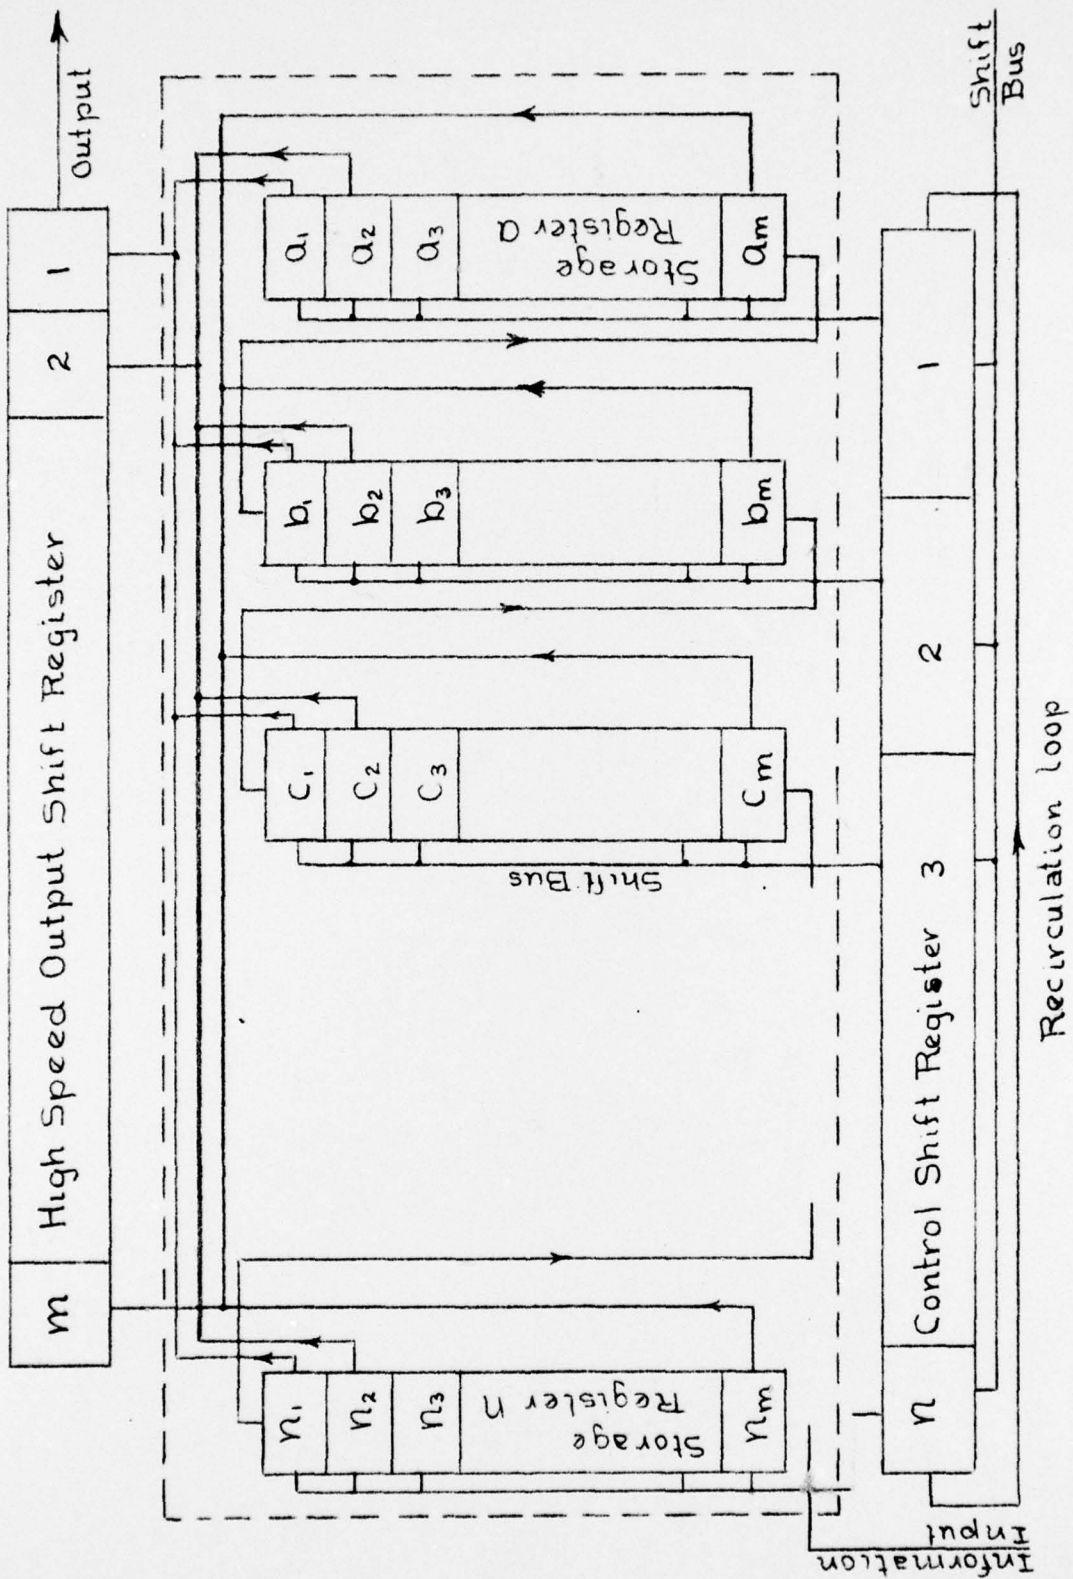 Output
m
High Speed Output Shift Register
2
1
n₁
n₂
n₃
Storage
Register n
nₘ
C₁
C₂
C₃
Cₘ
Shift Bus
b₁
b₂
b₃
bₘ
a₁
a₂
a₃
Storage
Register a
aₘ
Information
Input
n
Control Shift Register
3
2
1
Shift
Bus
Recirculation loop